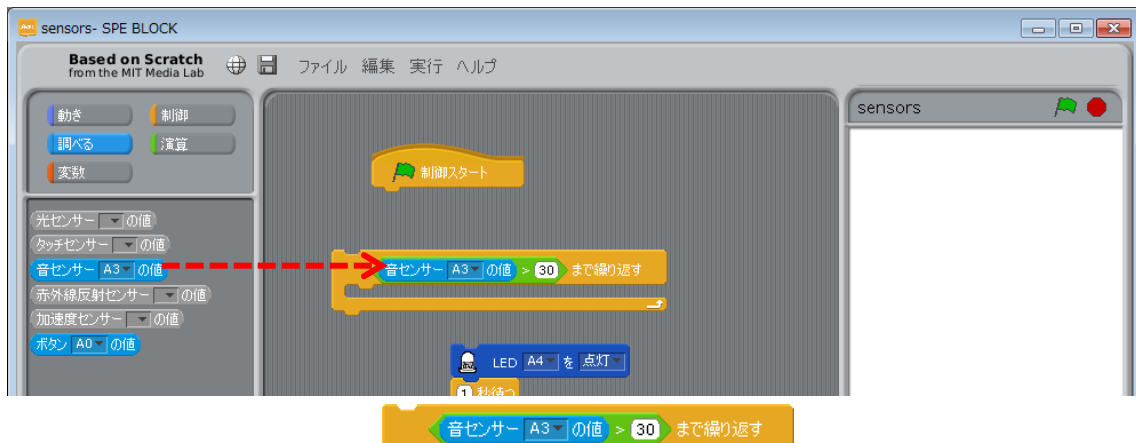 sensors- SPE BLOCK
Based on Scratch
from the MIT Media Lab
ファイル 編集 実行 ヘルプ
動き 制御
調べる 演算
変数
光センサー の値
タッチセンサー の値
音センサー A3 の値
赤外線反射センサー の値
加速度センサー の値
ボタン A0 の値
制御スタート
音センサー A3 の値 > 30 まで繰り返す
LED A4 を 点灯
1 秒待つ
sensors
音センサー A3 の値 > 30 まで繰り返す